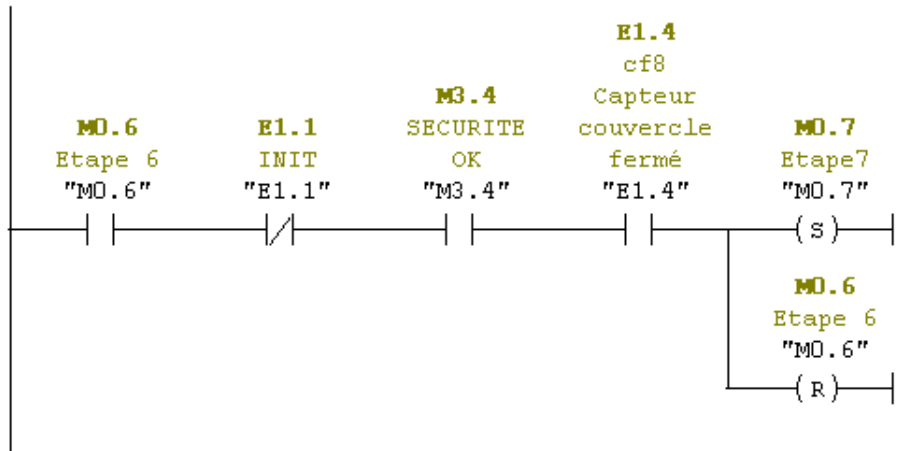 M0.6
Etape 6
"M0.6"
E1.1
INIT
"E1.1"
M3.4
SECURITE
OK
"M3.4"
E1.4
cf8
Capteur
couvercle
fermé
"E1.4"
M0.7
Etape7
"M0.7"
S
M0.6
Etape 6
"M0.6"
R